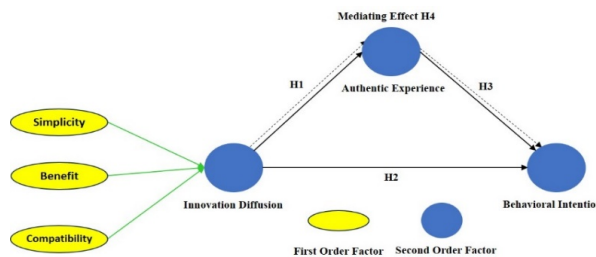 Mediating Effect H4
H1
Authentic Experience
H3
Simplicity
Benefit
Compatibility
Innovation Diffusion
H2
Behavioral Intentio
First Order Factor
Second Order Factor